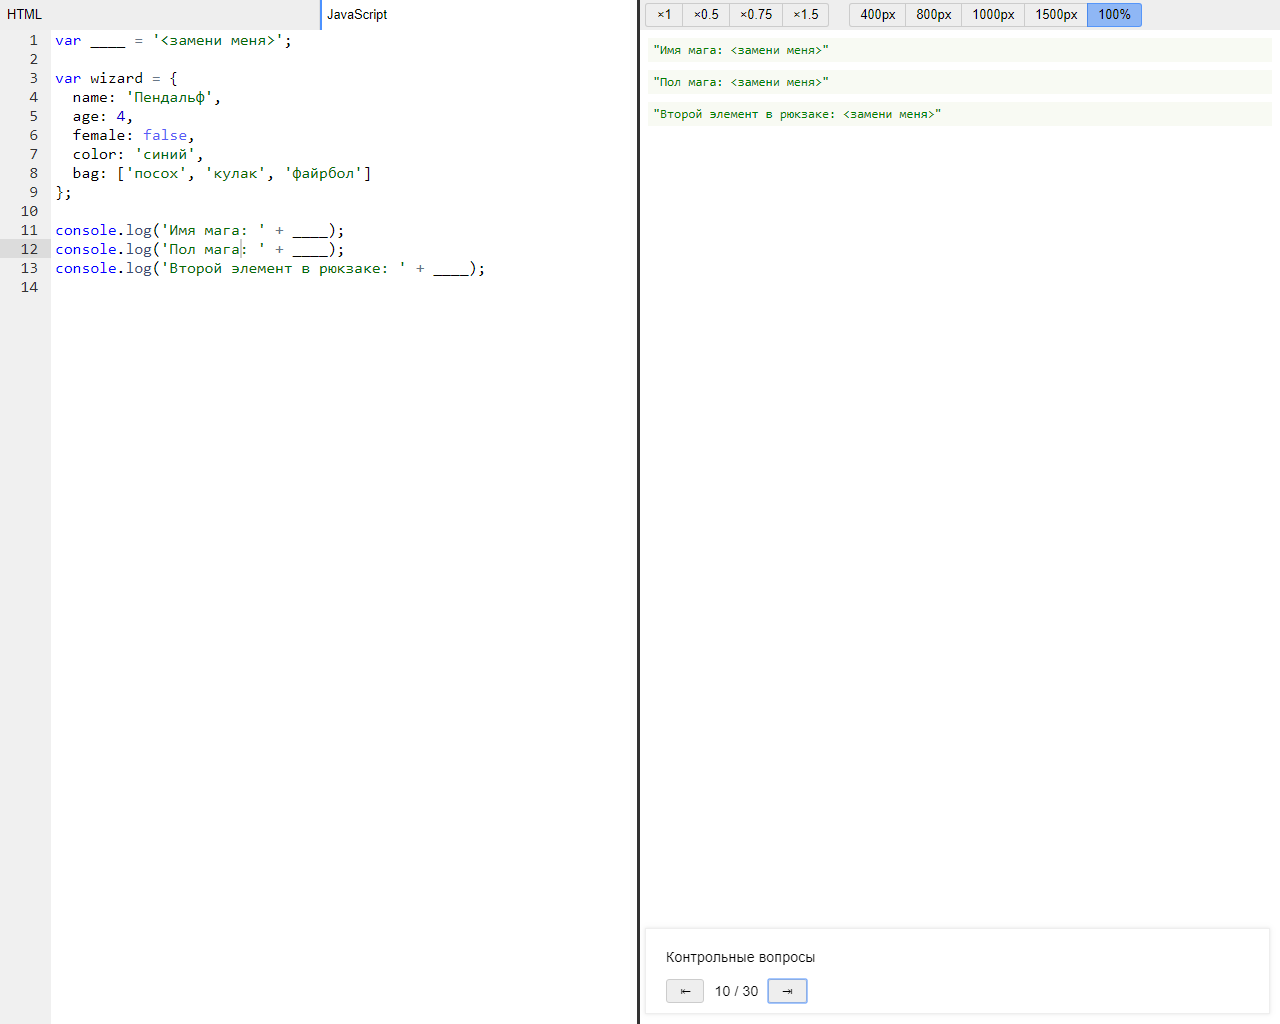 HTML
JavaScript
×1 ×0.5 ×0.75 ×1.5 400px 800px 1000px 1500px 100%
1 var ____ = '<замени меня>';
2
3 var wizard = {
4   name: 'Пендальф',
5   age: 4,
6   female: false,
7   color: 'синий',
8   bag: ['посох', 'кулак', 'файрбол']
9 };
10
11 console.log('Имя мага: ' + ____);
12 console.log('Пол мага: ' + ____);
13 console.log('Второй элемент в рюкзаке: ' + ____);
14
"Имя мага: <замени меня>"
"Пол мага: <замени меня>"
"Второй элемент в рюкзаке: <замени меня>"
Контрольные вопросы
⇤ 10 / 30 ⇥